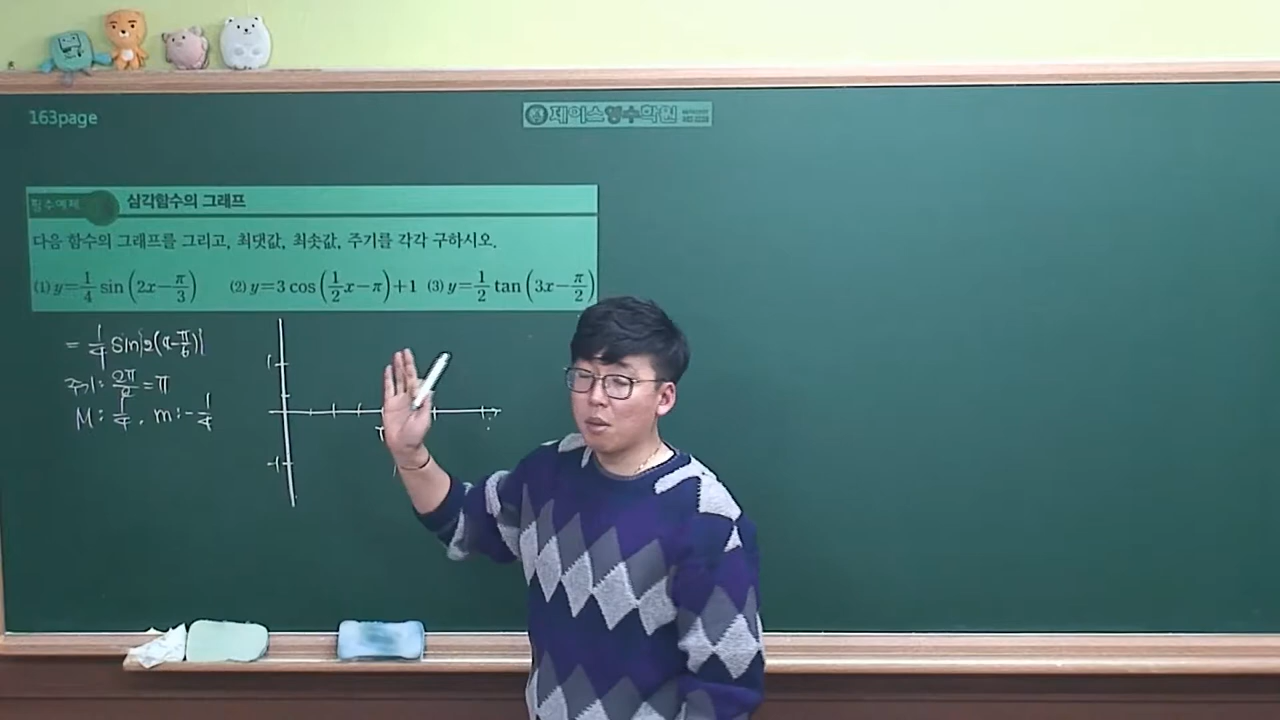 163page
제이스영수학원
필수예제
삼각함수의 그래프
다음 함수의 그래프를 그리고, 최댓값, 최솟값, 주기를 각각 구하시오.
(1) y=1/4 sin(2x-π/3) (2) y=3 cos(1/2x-π)+1 (3) y=1/2 tan(3x-π/2)
= 1/4 sin{2(x-π/6)}
주기: 2π/2 = π
M: 1/4, m: -1/4
1
-1